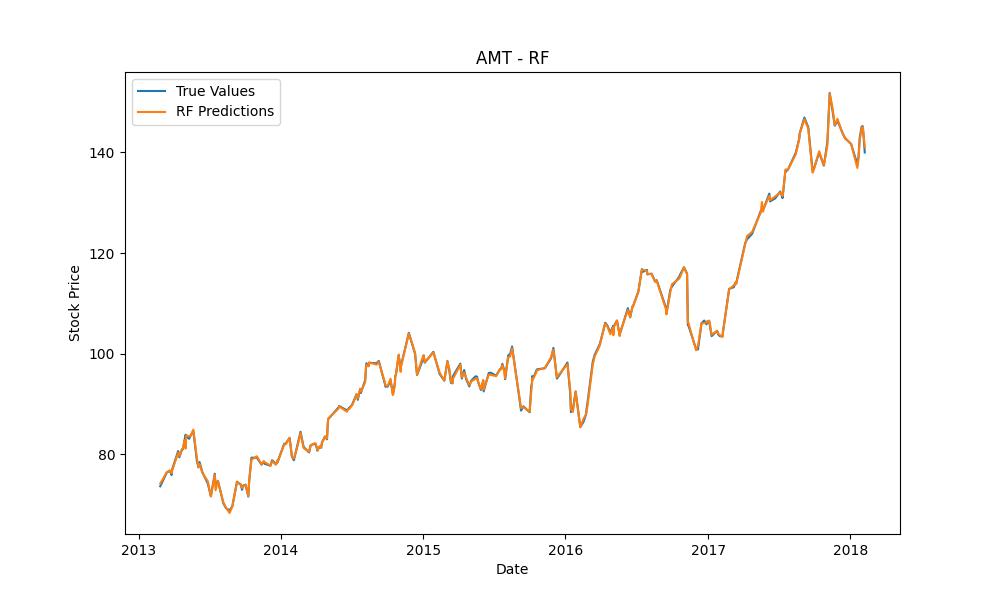 AMT - RF
True Values
RF Predictions
140
120
100
80
Stock Price
2013 2014 2015 2016 2017 2018
Date